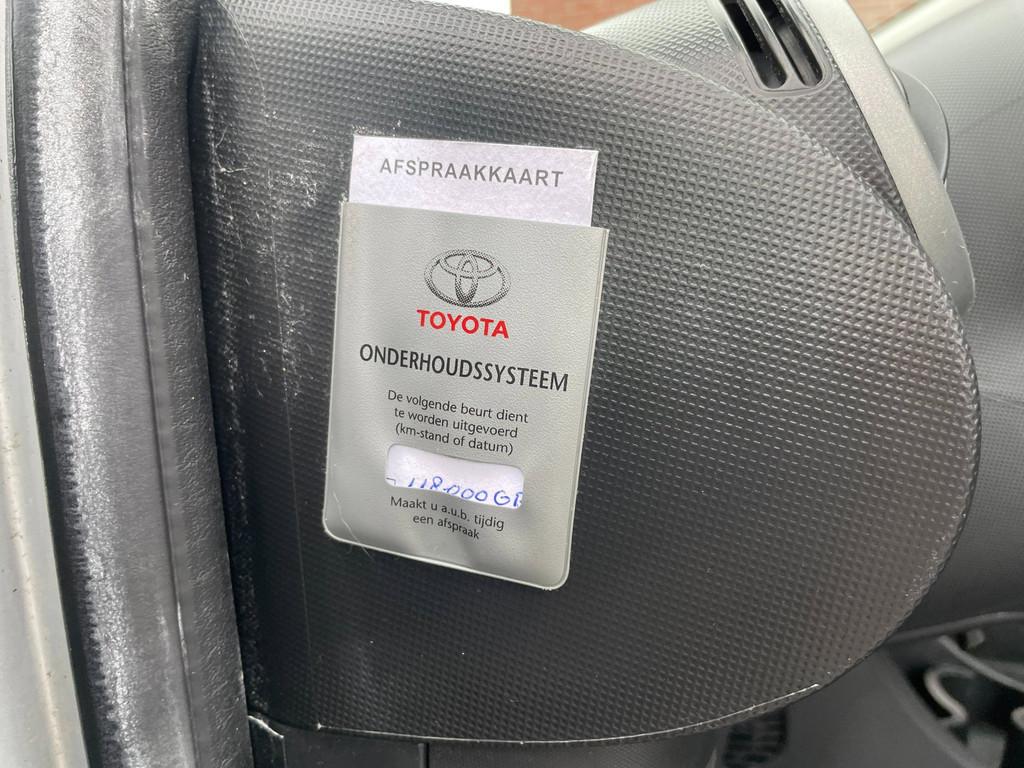 AFSPRAAKKAART
TOYOTA
ONDERHOUDSSYSTEEM
De volgende beurt dient
te worden uitgevoerd
(km-stand of datum)
118.000
Maakt u a.u.b. tijdig
een afspraak